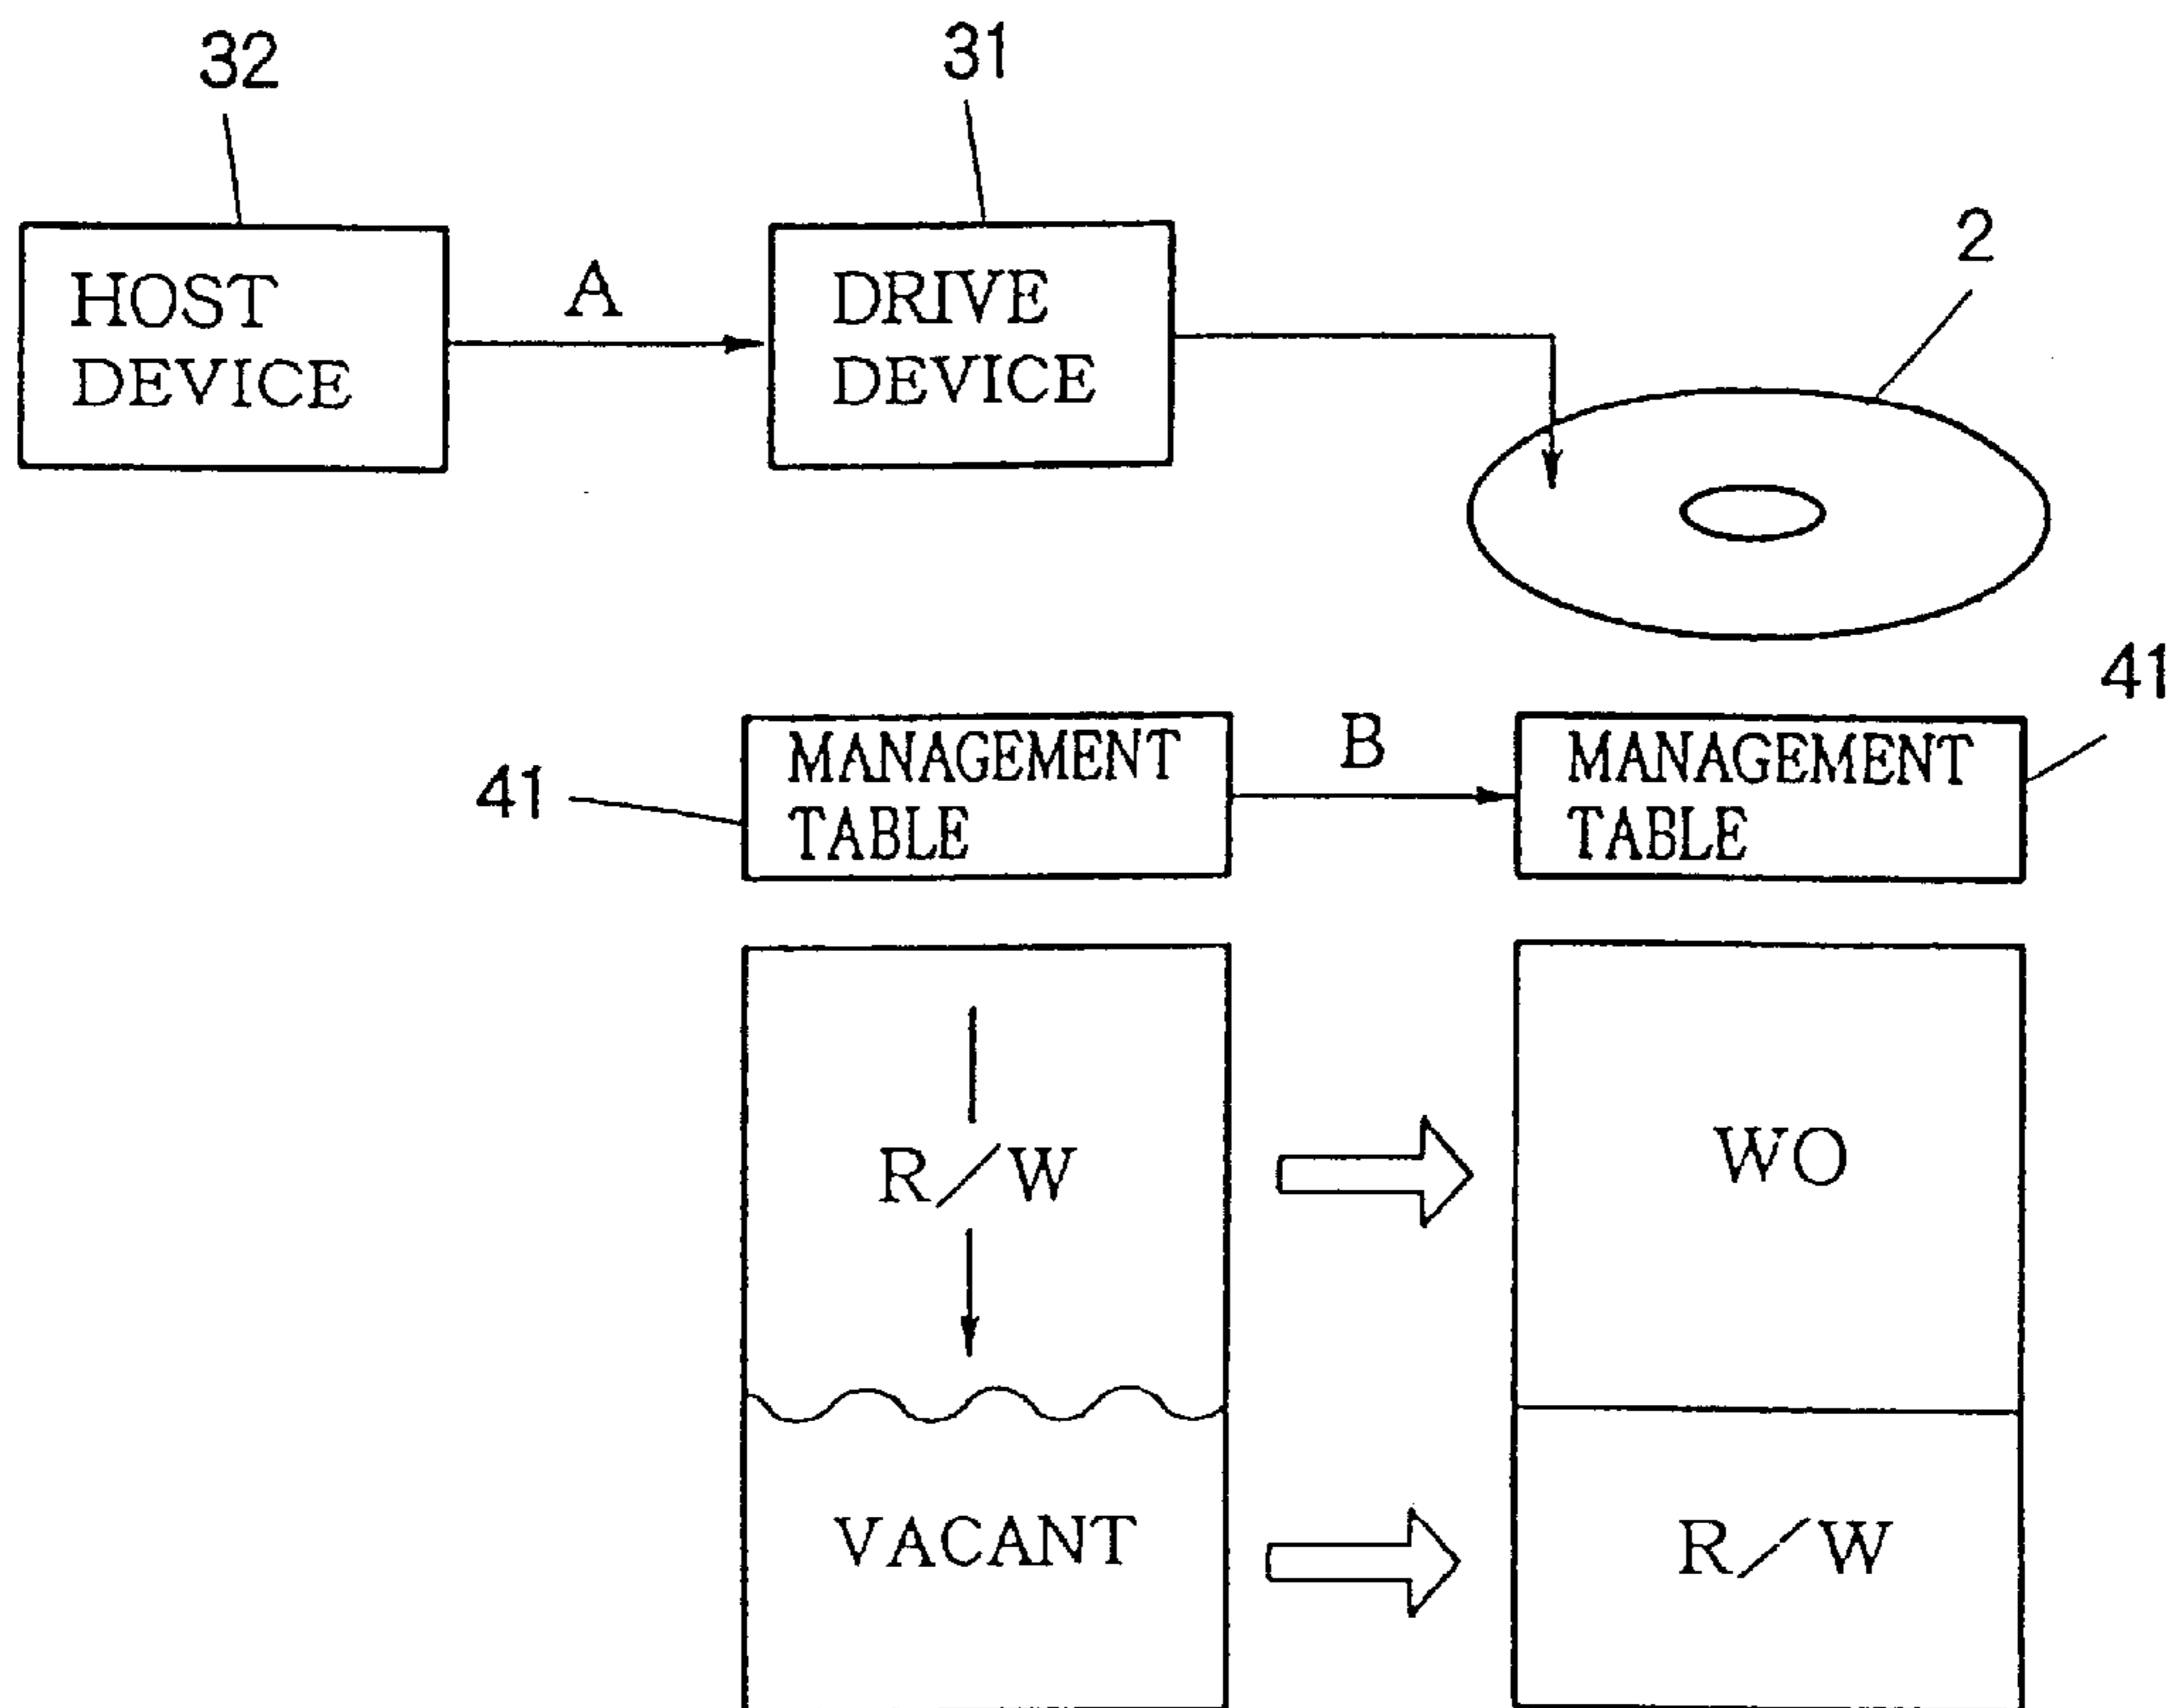 32
31
HOST
DEVICE
A
DRIVE
DEVICE
2
41
MANAGEMENT
TABLE
B
MANAGEMENT
TABLE
41
R/W
WO
VACANT
R/W